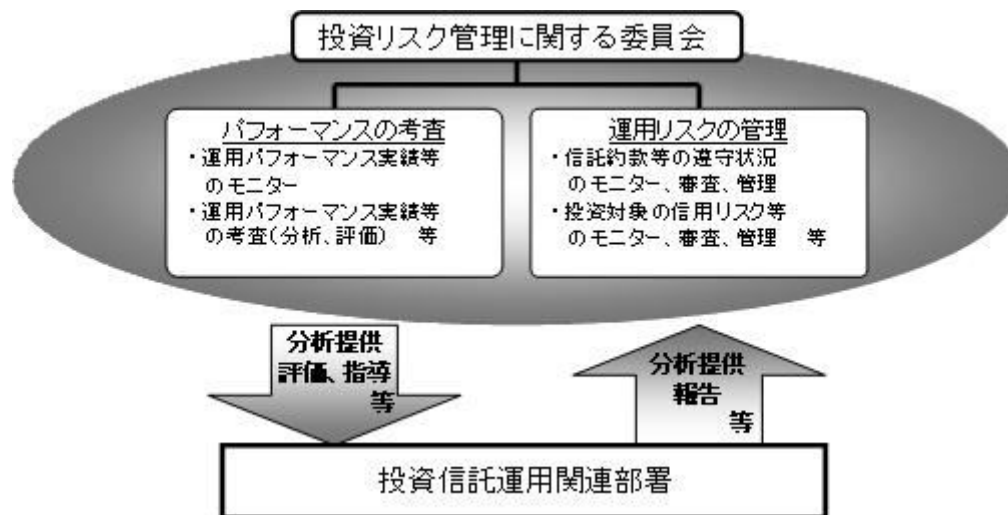 投資リスク管理に関する委員会
パフォーマンスの考査
・運用パフォーマンス実績等
のモニター
・運用パフォーマンス実績等
の考査(分析、評価) 等
運用リスクの管理
・信託約款等の遵守状況
のモニター、審査、管理
・投資対象の信用リスク等
のモニター、審査、管理 等
分析提供
評価、指導
等
分析提供
報告
等
投資信託運用関連部署